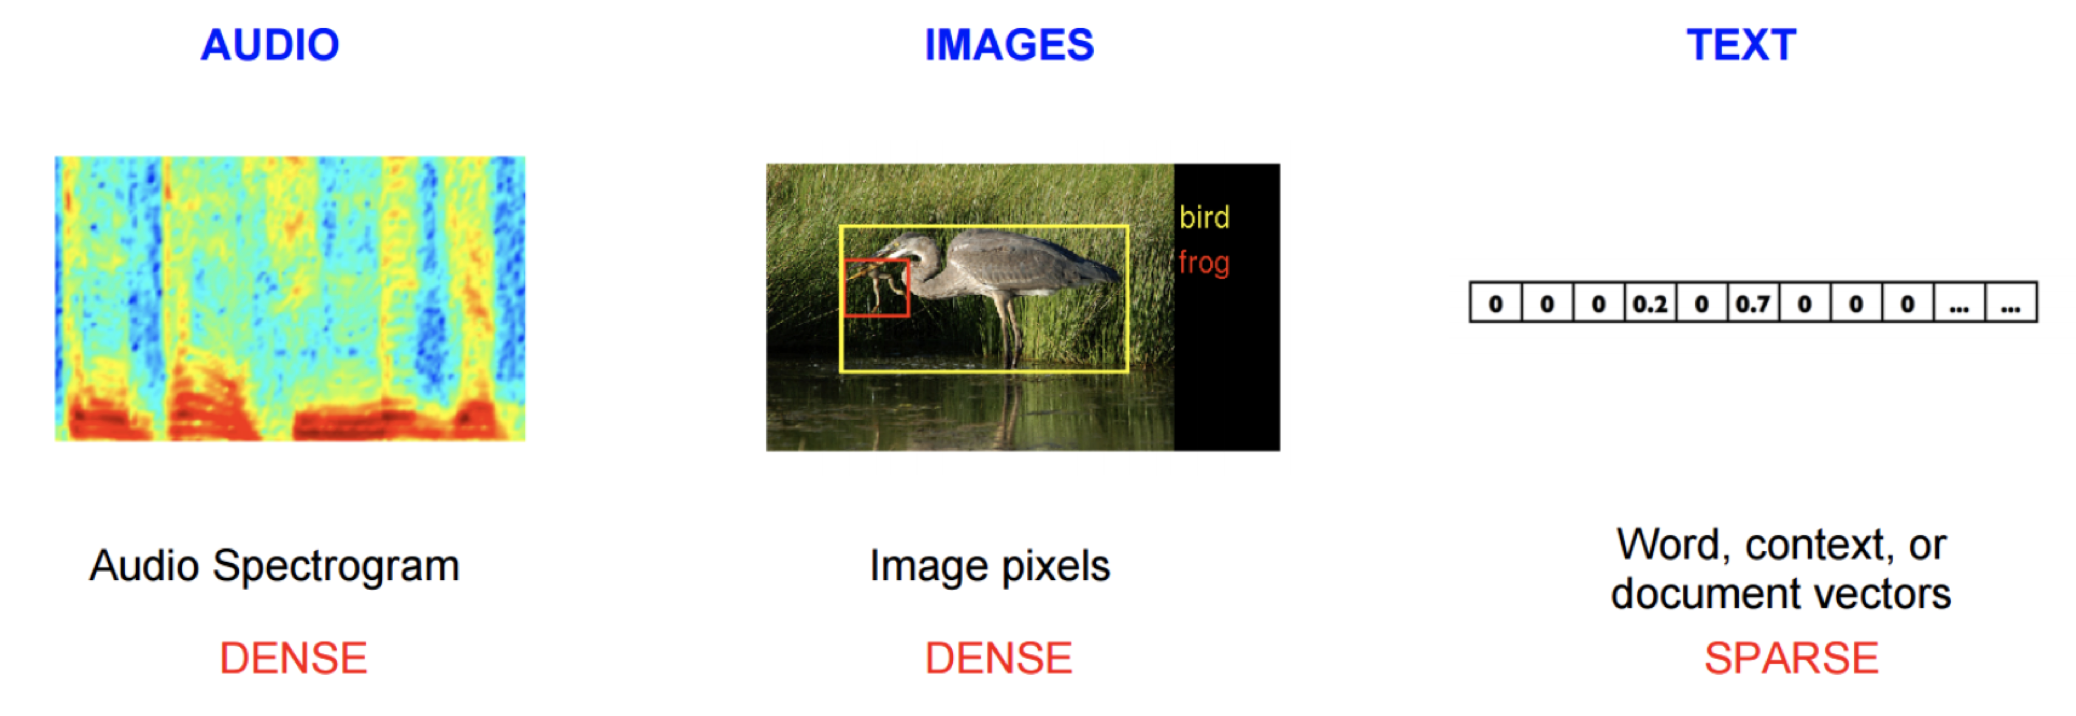 AUDIO
IMAGES
TEXT
bird
frog
0 0 0 0.2 0 0.7 0 0 0 ... ...
Audio Spectrogram
Image pixels
Word, context, or
document vectors
DENSE
DENSE
SPARSE